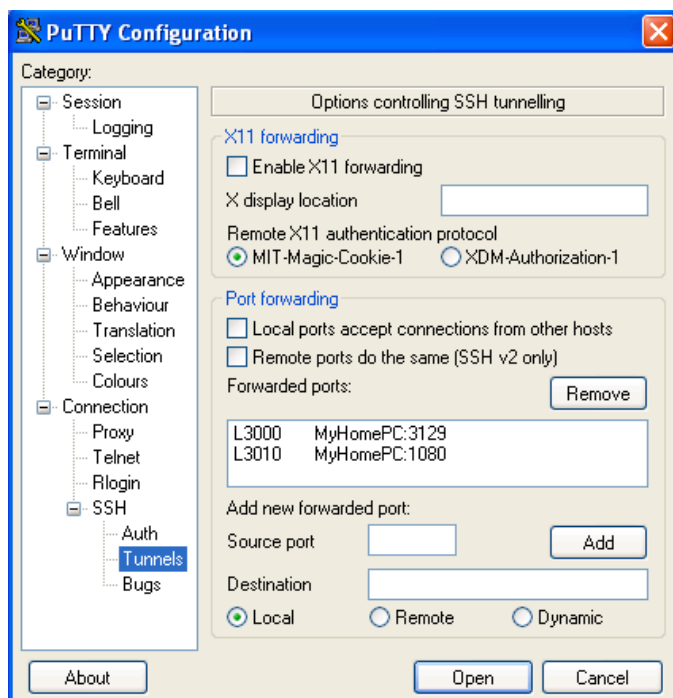 PuTTY Configuration
Category:
Session
Logging
Terminal
Keyboard
Bell
Features
Window
Appearance
Behaviour
Translation
Selection
Colours
Connection
Proxy
Telnet
Rlogin
SSH
Auth
Tunnels
Bugs
Options controlling SSH tunnelling
X11 forwarding
Enable X11 forwarding
X display location
Remote X11 authentication protocol
MIT-Magic-Cookie-1 XDM-Authorization-1
Port forwarding
Local ports accept connections from other hosts
Remote ports do the same (SSH v2 only)
Forwarded ports: Remove
L3000 MyHomePC:3129
L3010 MyHomePC:1080
Add new forwarded port:
Source port Add
Destination
Local Remote Dynamic
About Open Cancel